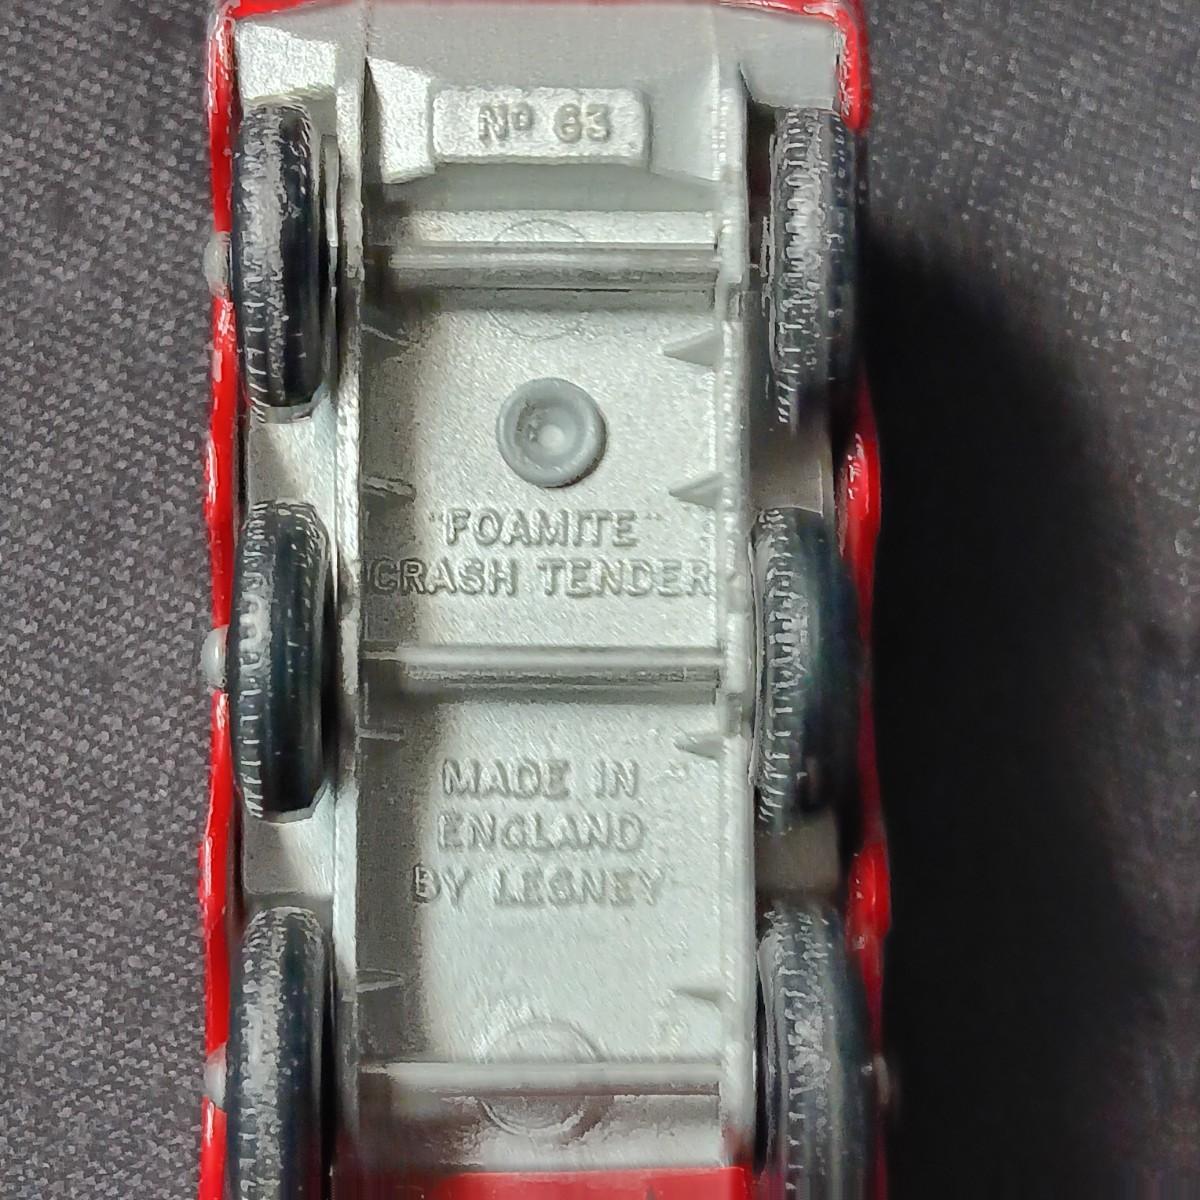 No 63
"FOAMITE"
CRASH TENDER
MADE IN
ENGLAND
BY LESNEY